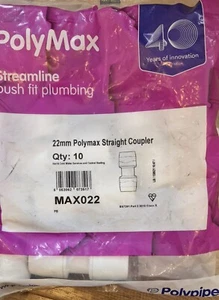 PolyMax
Streamline
push fit plumbing
40
Years of innovation
22mm Polymax Straight Coupler
Qty: 10
MAX022
Polypipe